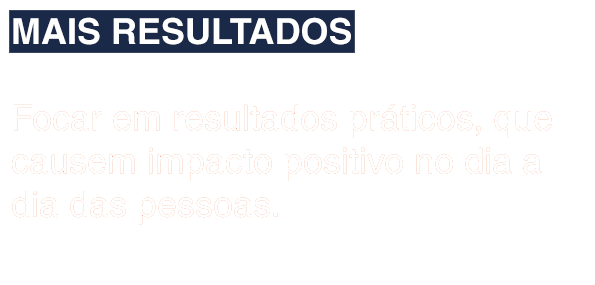 MAIS RESULTADOS
Focar em resultados práticos, que
causem impacto positivo no dia a
dia das pessoas.